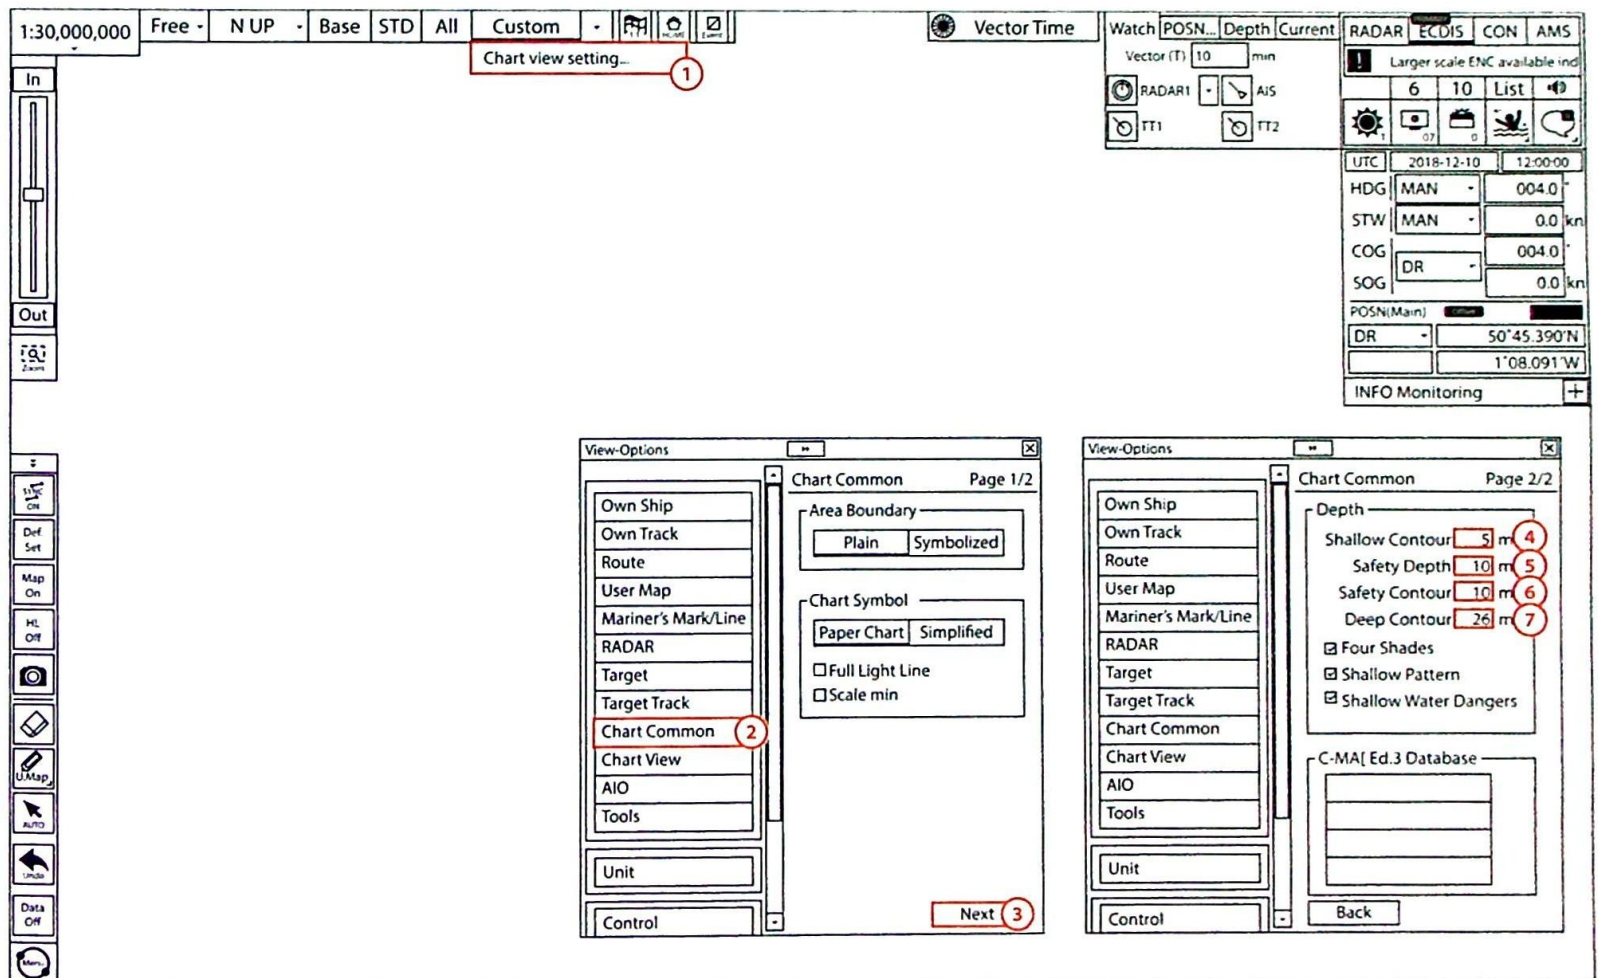 1:30,000,000
Free
N UP
Base
STD
All
Custom
HL/ME
Event
Vector Time
Chart view setting...
1
In
Out
Zoom
SYNC
ON
Def.
Set
Map
On
HL
Off
U.Map
AUTO
Undo
Data
Off
Menu
Watch POSN... Depth Current
Vector (T) 10 min
RADAR1 AIS
TT1 TT2
RADAR ECDIS CON AMS
! Larger scale ENC available ind
6 10 List
1 07 0
UTC 2018-12-10 12:00:00
HDG MAN 004.0 °
STW MAN 0.0 kn
COG 004.0 °
DR
SOG 0.0 kn
POSN(Main) Offset
DR 50°45.390'N
1°08.091'W
INFO Monitoring +
View-Options
Own Ship
Own Track
Route
User Map
Mariner's Mark/Line
RADAR
Target
Target Track
Chart Common 2
Chart View
AIO
Tools
Unit
Control
Chart Common Page 1/2
Area Boundary
Plain Symbolized
Chart Symbol
Paper Chart Simplified
Full Light Line
Scale min
Next 3
View-Options
Own Ship
Own Track
Route
User Map
Mariner's Mark/Line
RADAR
Target
Target Track
Chart Common
Chart View
AIO
Tools
Unit
Control
Chart Common Page 2/2
Depth
Shallow Contour 5 m 4
Safety Depth 10 m 5
Safety Contour 10 m 6
Deep Contour 26 m 7
Four Shades
Shallow Pattern
Shallow Water Dangers
C-MA[ Ed.3 Database
Back